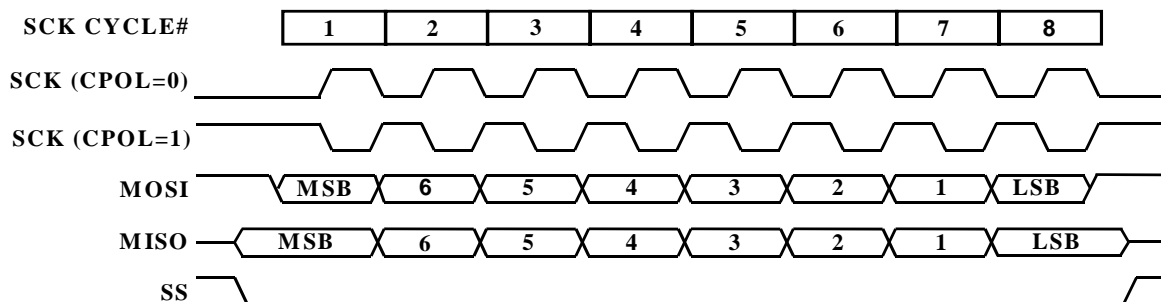 SCK CYCLE# 1 2 3 4 5 6 7 8
SCK (CPOL=0)
SCK (CPOL=1)
MOSI MSB 6 5 4 3 2 1 LSB
MISO MSB 6 5 4 3 2 1 LSB
SS